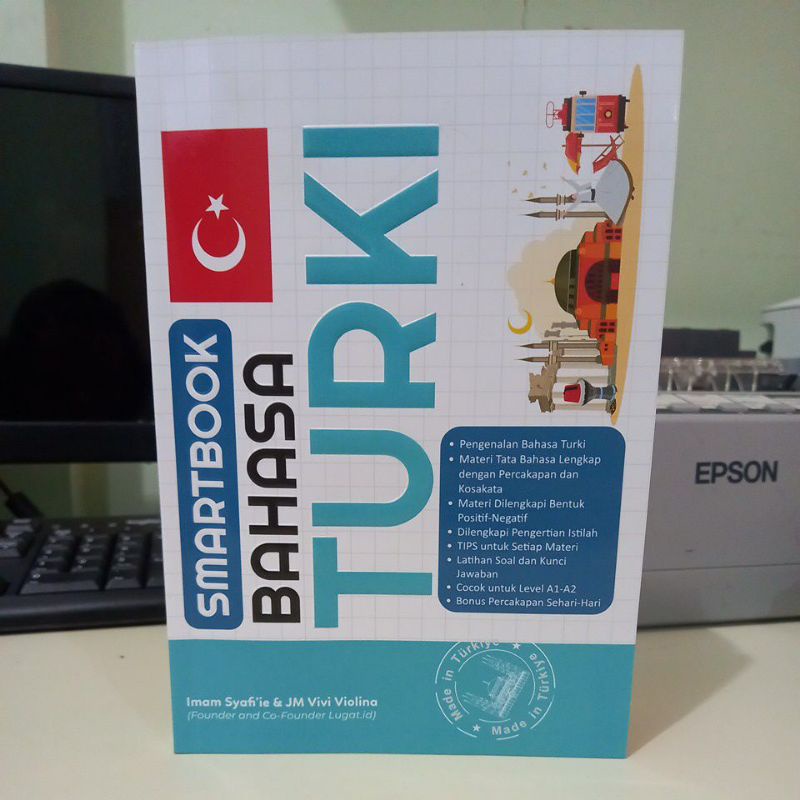 SMARTBOOK
BAHASA
TURKI
• Pengenalan Bahasa Turki
• Materi Tata Bahasa Lengkap
dengan Percakapan dan
Kosakata
• Materi Dilengkapi Bentuk
Positif-Negatif
• Dilengkapi Pengertian Istilah
• TIPS untuk Setiap Materi
• Latihan Soal dan Kunci
Jawaban
• Cocok untuk Level A1-A2
• Bonus Percakapan Sehari-Hari
Imam Syafi'ie & JM Vivi Violina
(Founder and Co-Founder Lugat.id)
Made in Türkiye
Made in Türkiye
EPSON